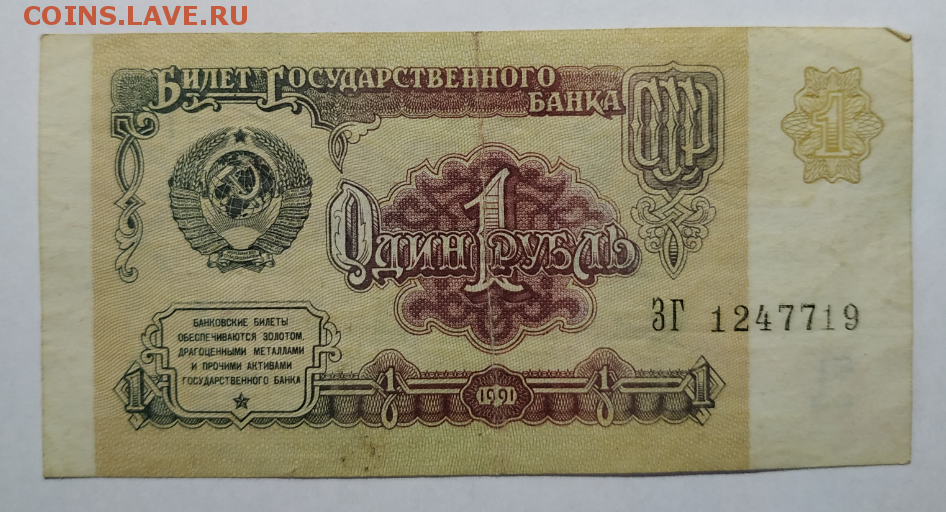 COINS.LAVE.RU
БИЛЕТ ГОСУДАРСТВЕННОГО
БАНКА СССР
1
ОДИН 1 РУБЛЬ
ЗГ 1247719
БАНКОВСКИЕ БИЛЕТЫ
ОБЕСПЕЧИВАЮТСЯ ЗОЛОТОМ,
ДРАГОЦЕННЫМИ МЕТАЛЛАМИ
И ПРОЧИМИ АКТИВАМИ
ГОСУДАРСТВЕННОГО БАНКА
1 1 1991 1 1